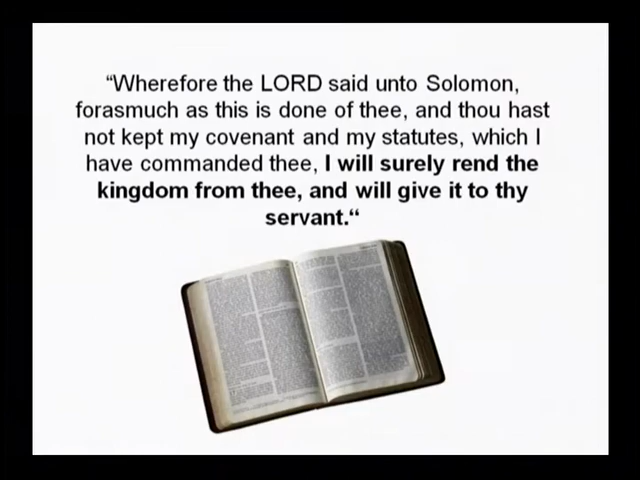 “Wherefore the LORD said unto Solomon,
forasmuch as this is done of thee, and thou hast
not kept my covenant and my statutes, which I
have commanded thee, I will surely rend the
kingdom from thee, and will give it to thy
servant.“